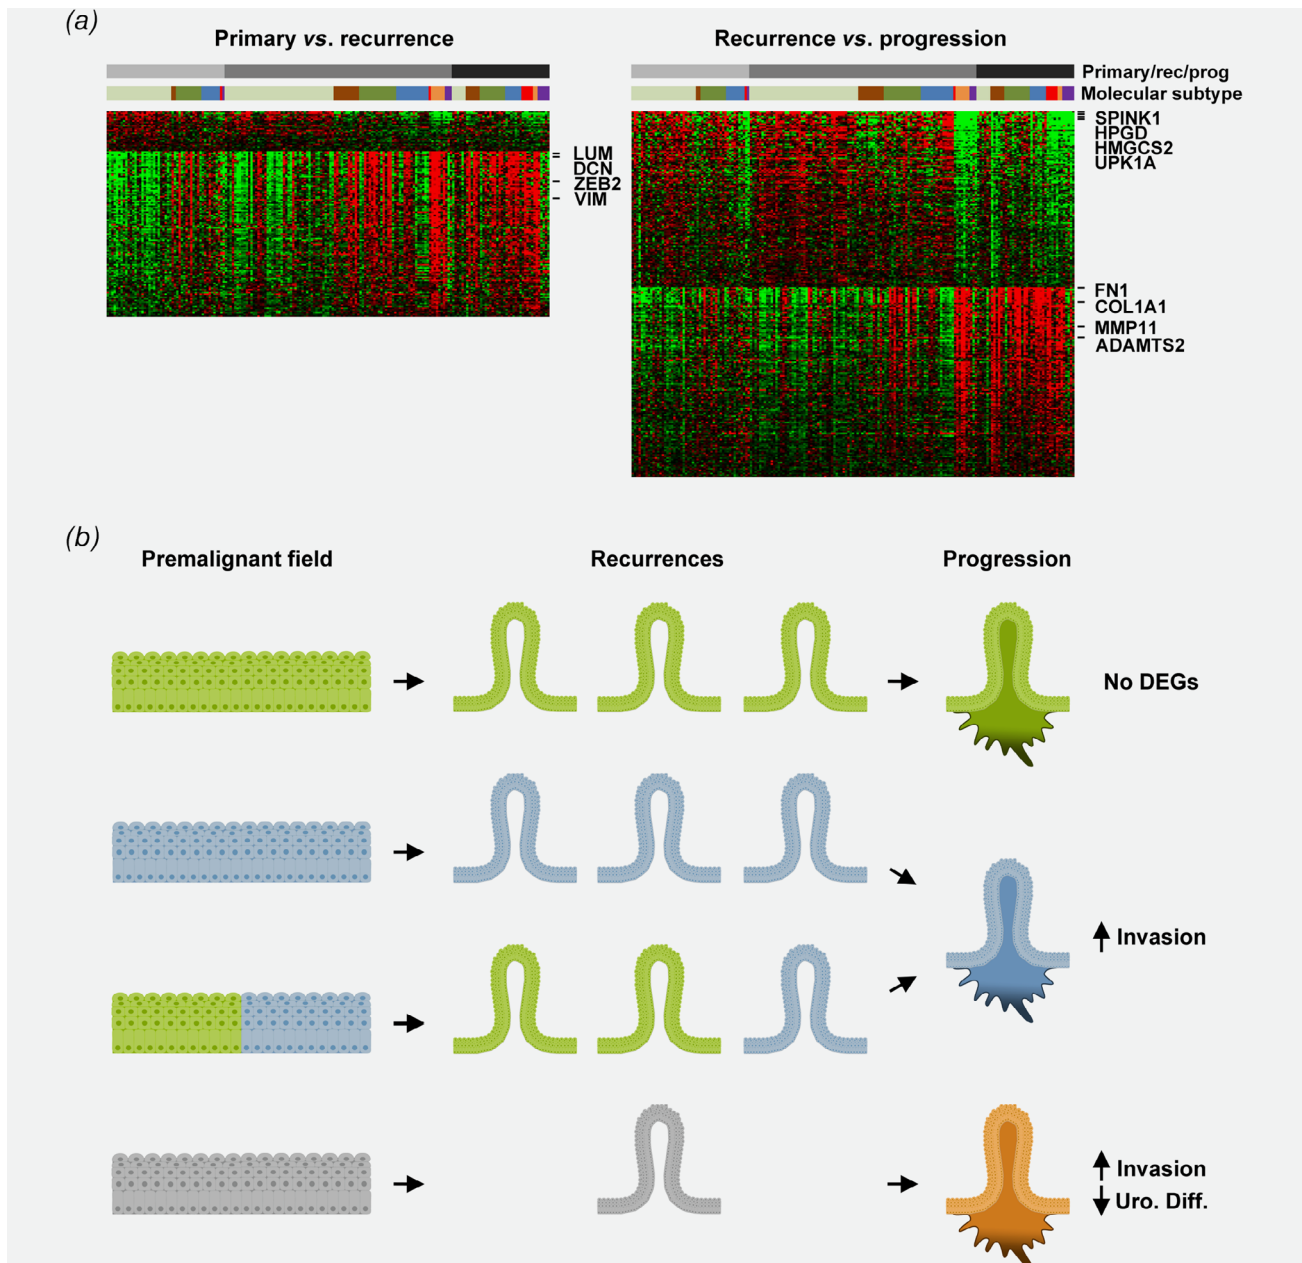 (a)
Primary vs. recurrence
Recurrence vs. progression
Primary/rec/prog
Molecular subtype
LUM
DCN
ZEB2
VIM
SPINK1
HPGD
HMGCS2
UPK1A
FN1
COL1A1
MMP11
ADAMTS2
(b)
Premalignant field
Recurrences
Progression
No DEGs
Invasion
Invasion
Uro. Diff.